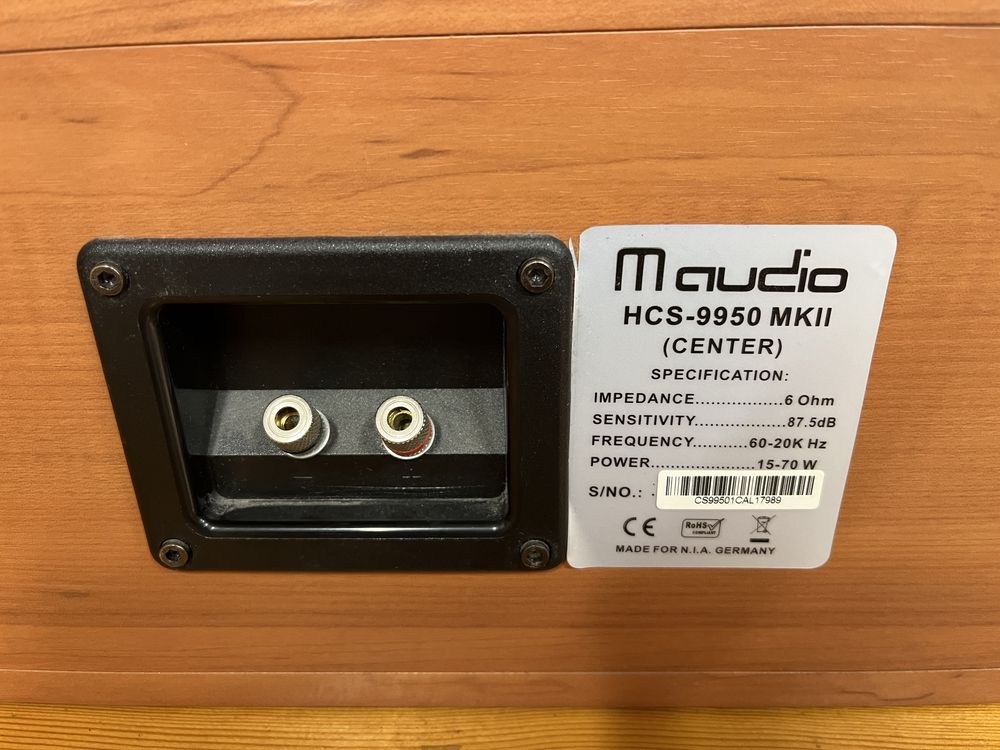 m audio
HCS-9950 MKII
(CENTER)
SPECIFICATION:
IMPEDANCE.................6 Ohm
SENSITIVITY..................87.5dB
FREQUENCY...........60-20K Hz
POWER.....................15-70 W
S/NO.:
CS99501CAL17989
CE
RoHS
COMPLIANT
MADE FOR N.I.A. GERMANY